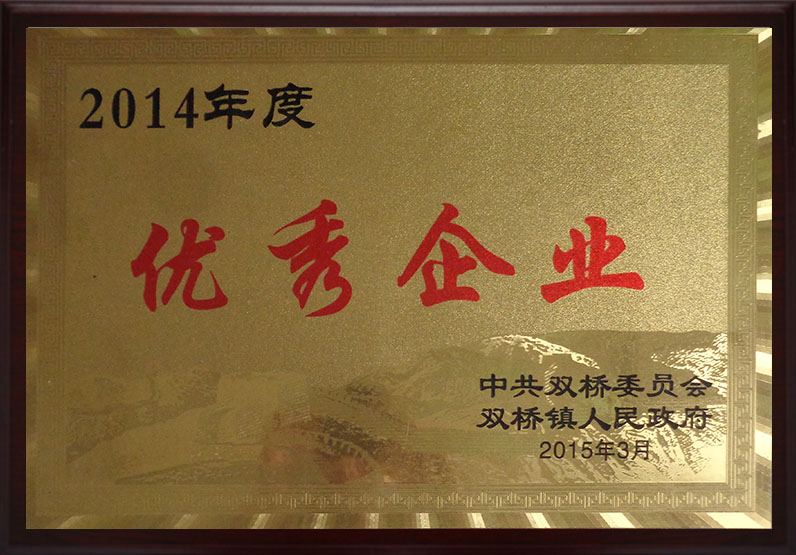 2014年度
优秀企业
中共双桥委员会
双桥镇人民政府
2015年3月